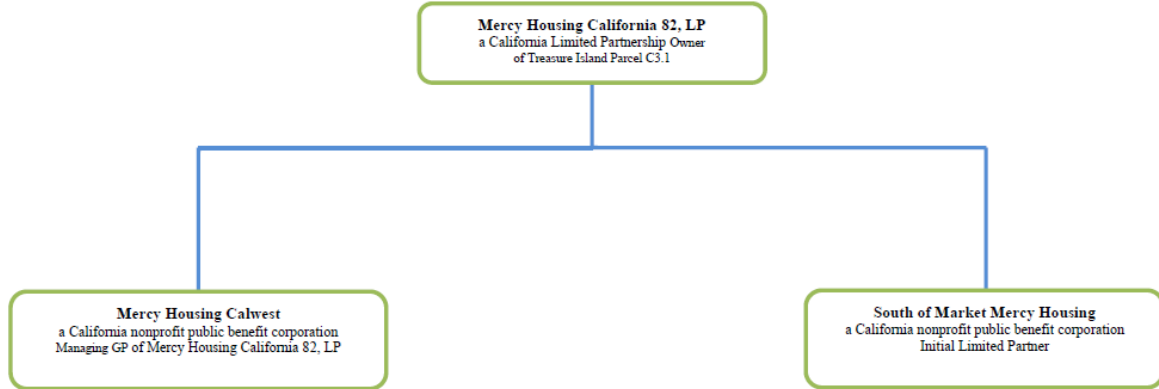 Mercy Housing California 82, LP
a California Limited Partnership Owner
of Treasure Island Parcel C3.1
Mercy Housing Calwest
a California nonprofit public benefit corporation
Managing GP of Mercy Housing California 82, LP
South of Market Mercy Housing
a California nonprofit public benefit corporation
Initial Limited Partner